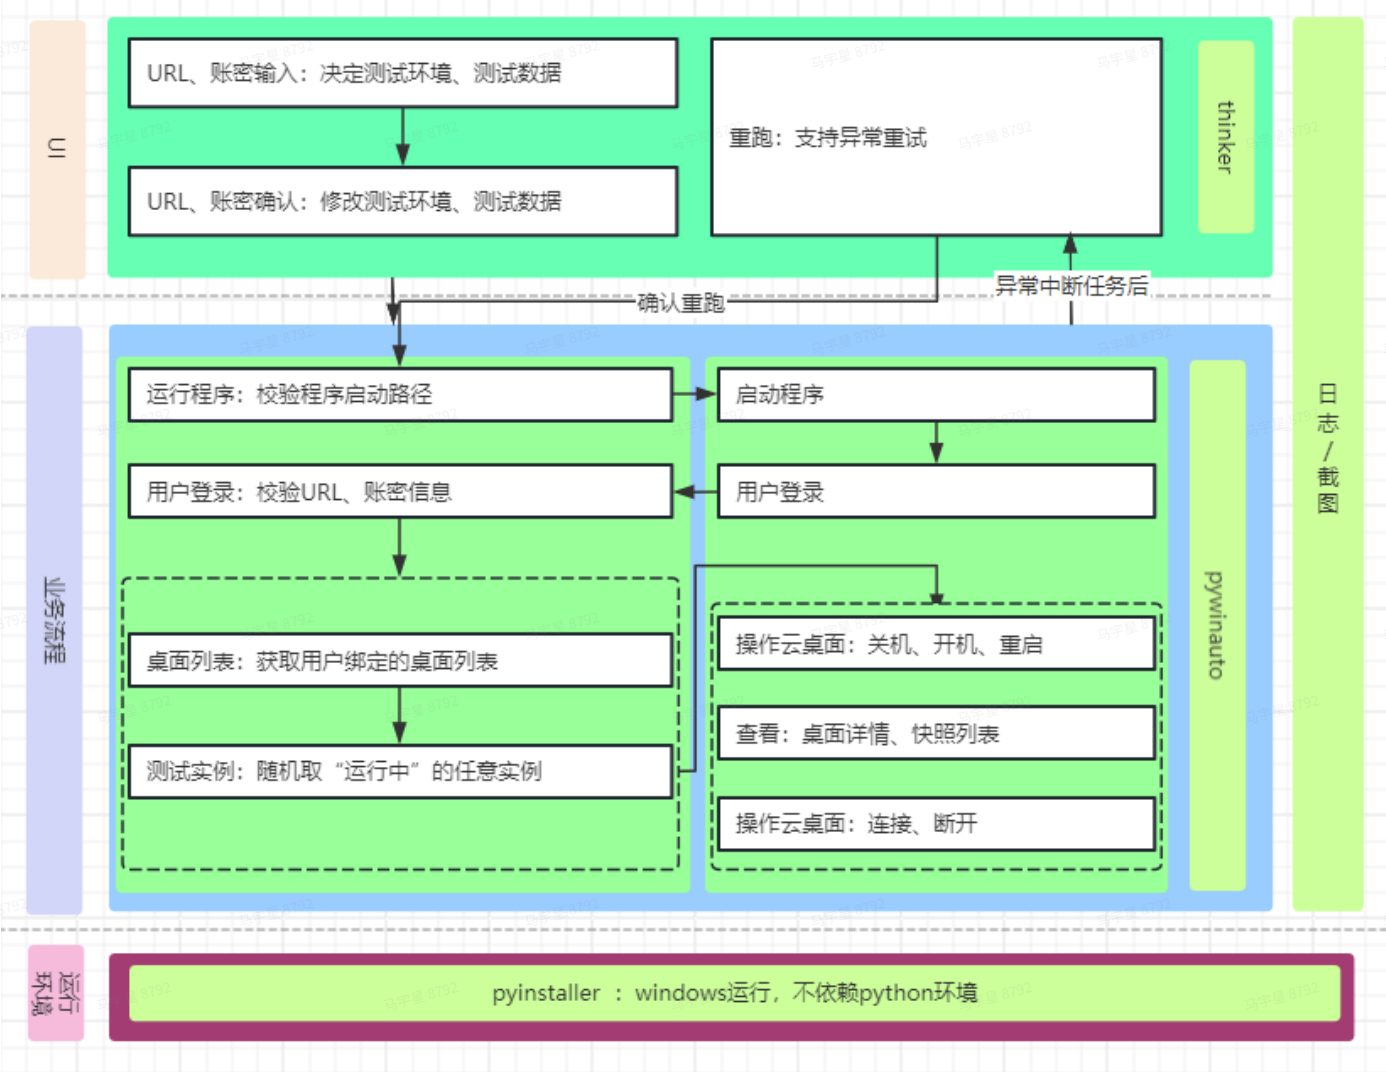 UI
URL、账密输入：决定测试环境、测试数据
URL、账密确认：修改测试环境、测试数据
重跑：支持异常重试
thinker
确认重跑
异常中断任务后
业务流程
运行程序：校验程序启动路径
启动程序
用户登录：校验URL、账密信息
用户登录
桌面列表：获取用户绑定的桌面列表
测试实例：随机取“运行中”的任意实例
操作云桌面：关机、开机、重启
查看：桌面详情、快照列表
操作云桌面：连接、断开
pywinauto
日志/截图
运行
环境
pyinstaller ：windows运行，不依赖python环境
马宇星 8792